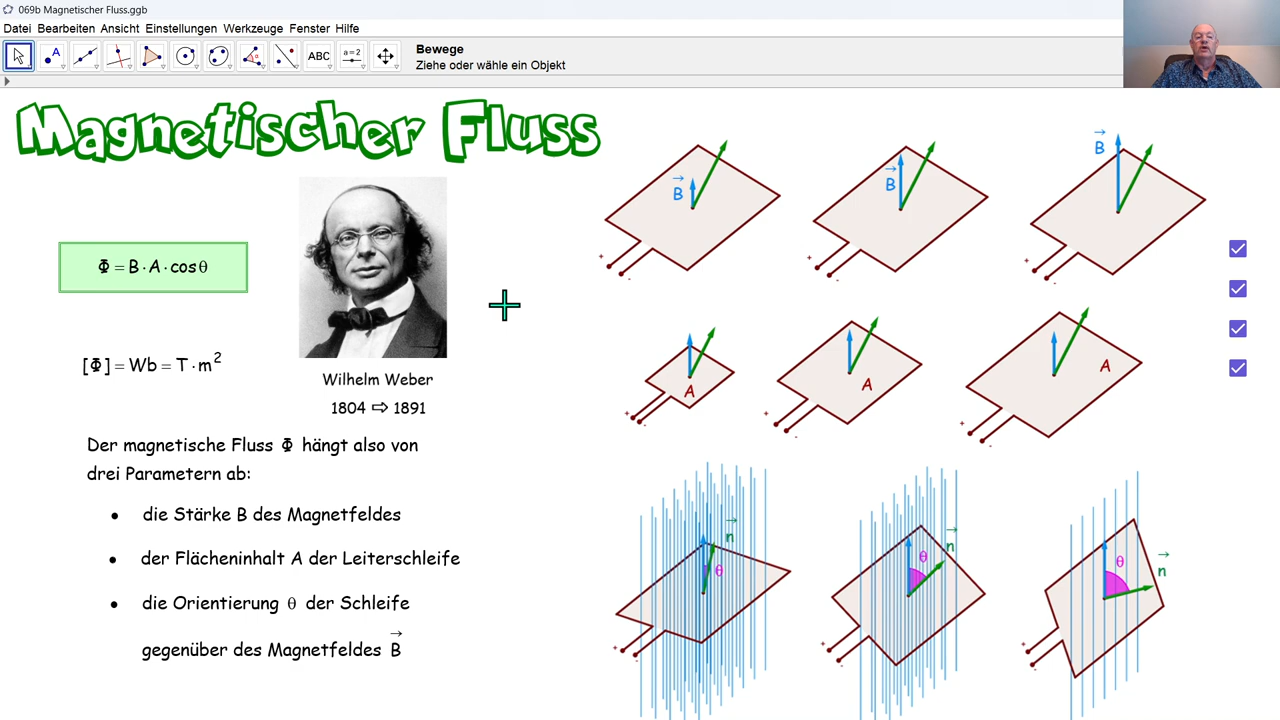 069b Magnetischer Fluss.ggb
Datei Bearbeiten Ansicht Einstellungen Werkzeuge Fenster Hilfe
A ABC a=2
Bewege
Ziehe oder wähle ein Objekt
Magnetischer Fluss
Φ = B · A · cos θ
[Φ] = Wb = T · m²
Wilhelm Weber
1804 ⇨ 1891
Der magnetische Fluss Φ hängt also von
drei Parametern ab:
• die Stärke B des Magnetfeldes
• der Flächeninhalt A der Leiterschleife
• die Orientierung θ der Schleife
gegenüber des Magnetfeldes B⃗
B⃗ B⃗ B⃗
+ - + - + -
A A A
+ - + - + -
n⃗ n⃗ n⃗
θ θ θ
+ - + - + -